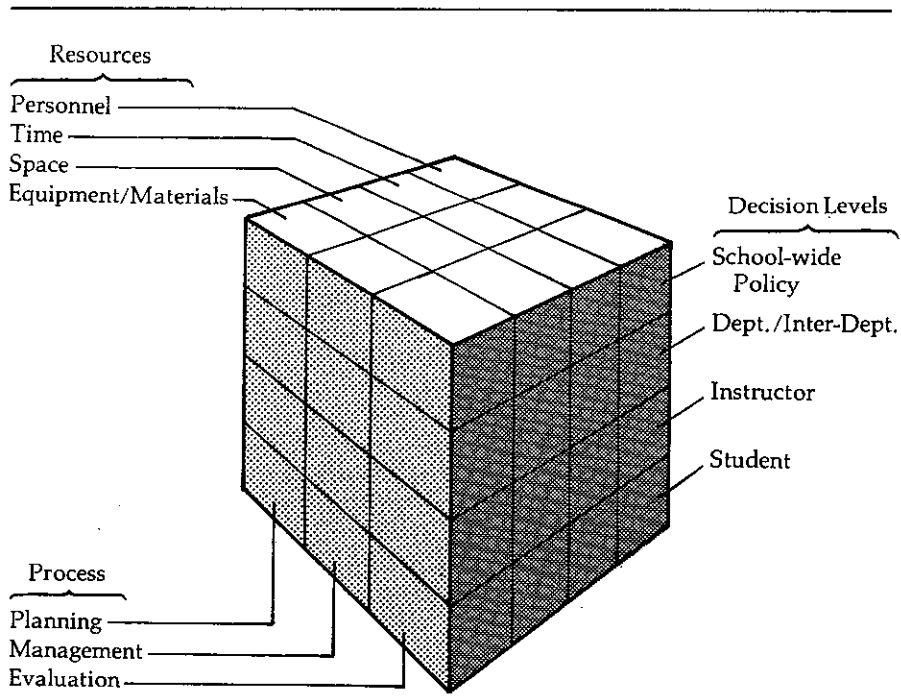 Resources
Personnel
Time
Space
Equipment/Materials
Decision Levels
School-wide
Policy
Dept./Inter-Dept.
Instructor
Student
Process
Planning
Management
Evaluation